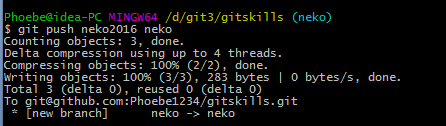 Phoebe@idea-PC MINGW64 /d/git3/gitskills (neko)
$ git push neko2016 neko
Counting objects: 3, done.
Delta compression using up to 4 threads.
Compressing objects: 100% (2/2), done.
Writing objects: 100% (3/3), 283 bytes | 0 bytes/s, done.
Total 3 (delta 0), reused 0 (delta 0)
To git@github.com:Phoebe1234/gitskills.git
 * [new branch]      neko -> neko